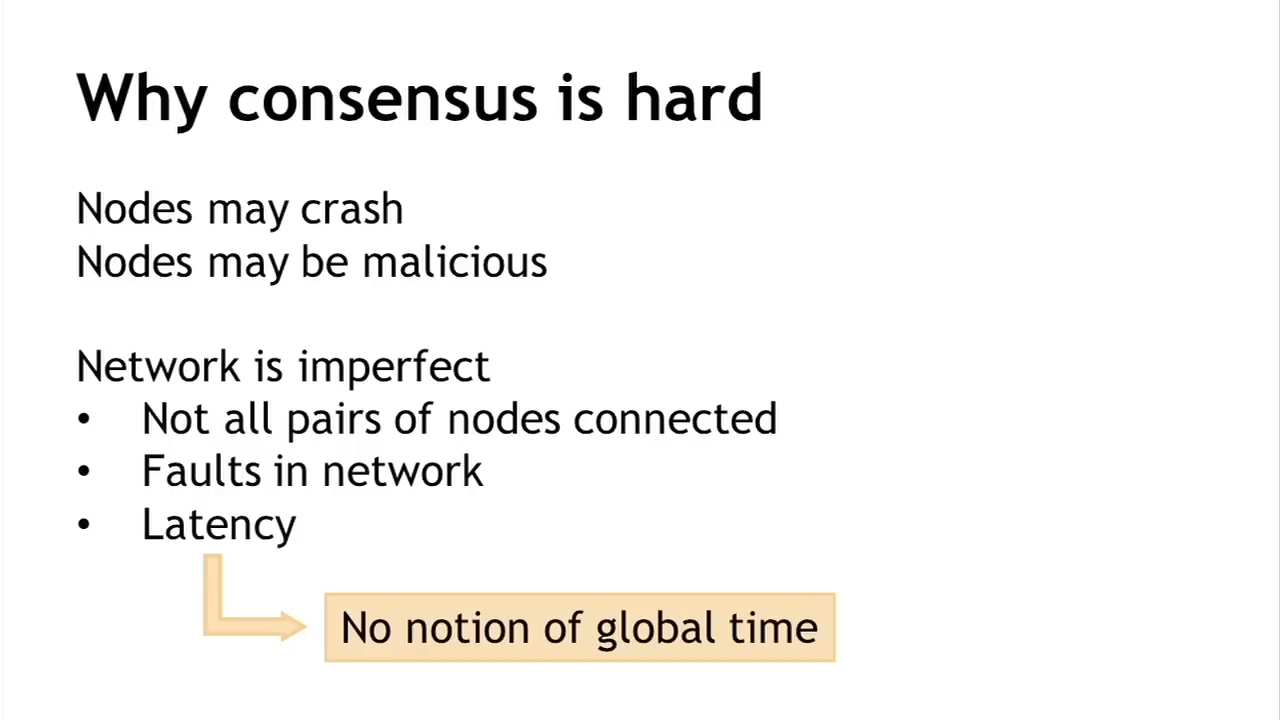 Why consensus is hard
Nodes may crash
Nodes may be malicious
Network is imperfect
• Not all pairs of nodes connected
• Faults in network
• Latency
No notion of global time